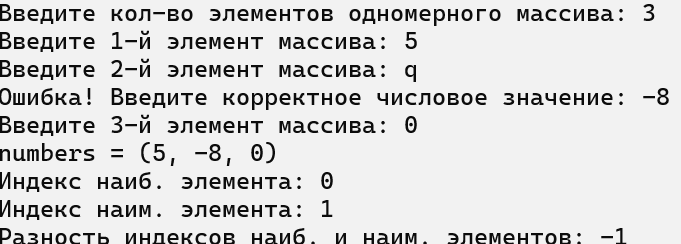 Введите кол-во элементов одномерного массива: 3
Введите 1-й элемент массива: 5
Введите 2-й элемент массива: q
Ошибка! Введите корректное числовое значение: -8
Введите 3-й элемент массива: 0
numbers = (5, -8, 0)
Индекс наиб. элемента: 0
Индекс наим. элемента: 1
Разность индексов наиб. и наим. элементов: -1